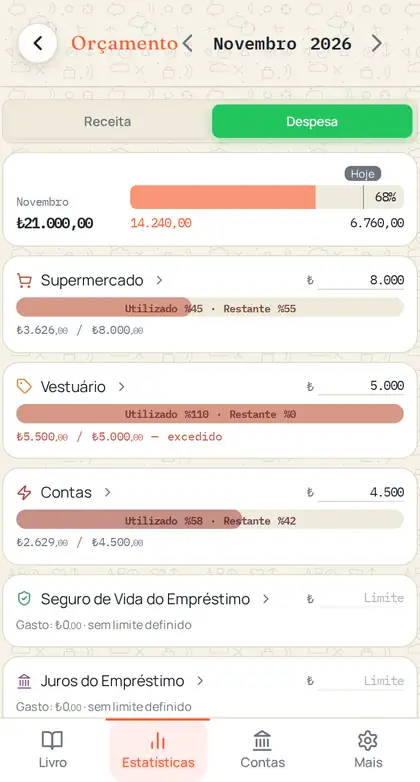 Orçamento
Novembro 2026
Receita
Despesa
Hoje
68%
Novembro
₺21.000,00
14.240,00
6.760,00
Supermercado
₺ 8.000
Utilizado %45 · Restante %55
₺3.626,00 / ₺8.000,00
Vestuário
₺ 5.000
Utilizado %110 · Restante %0
₺5.500,00 / ₺5.000,00 — excedido
Contas
₺ 4.500
Utilizado %58 · Restante %42
₺2.629,00 / ₺4.500,00
Seguro de Vida do Empréstimo
₺ Limite
Gasto: ₺0,00 · sem limite definido
Juros do Empréstimo
₺ Limite
Gasto: ₺0,00 · sem limite definido
Livro
Estatísticas
Contas
Mais